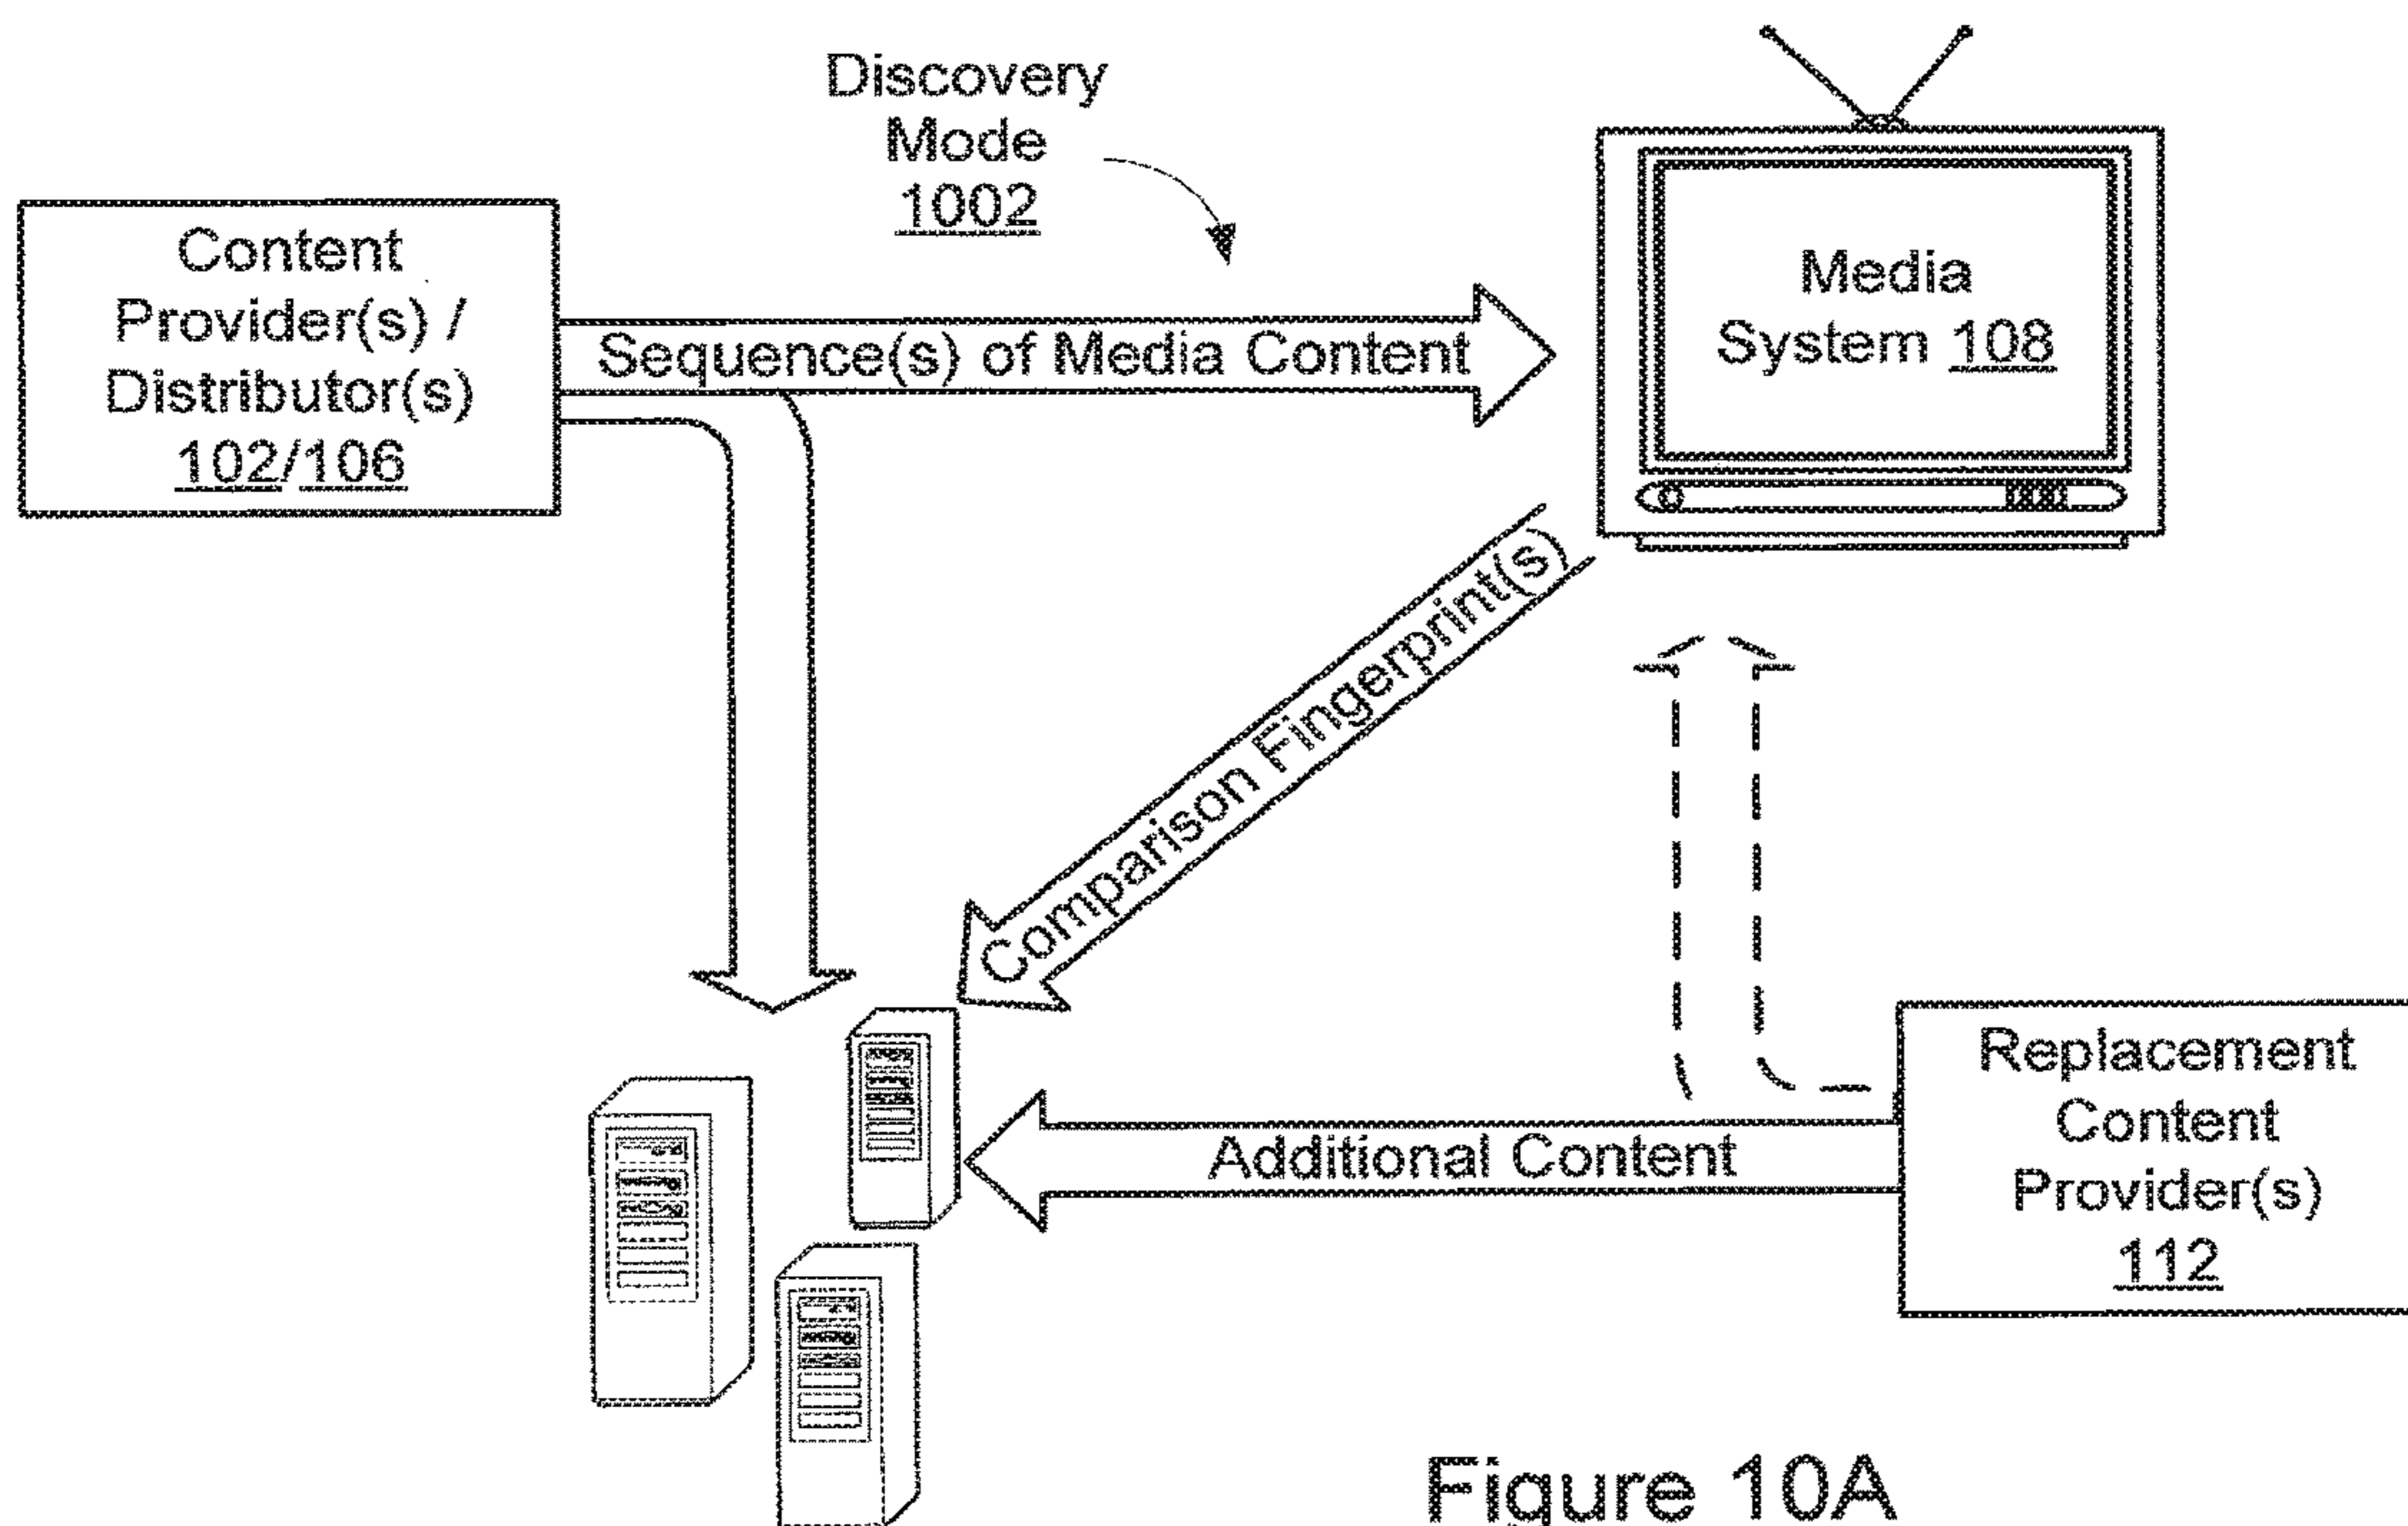 Discovery
Mode
1002
Content
Provider(s) /
Distributor(s)
102/106
Sequence(s) of Media Content
Media
System 108
Comparison Fingerprint(s)
Additional Content
Replacement
Content
Provider(s)
112
Figure 10A